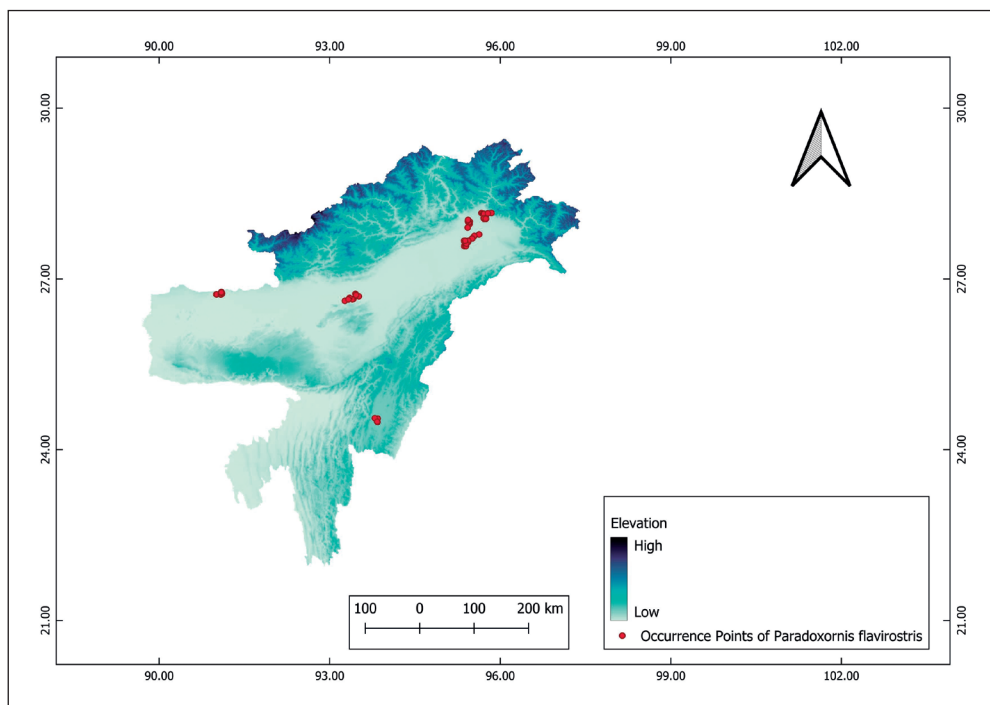 90.00 93.00 96.00 99.00 102.00
30.00 30.00
27.00 27.00
24.00 24.00
21.00 21.00
Elevation
High
Low
Occurrence Points of Paradoxornis flavirostris
100 0 100 200 km
90.00 93.00 96.00 99.00 102.00